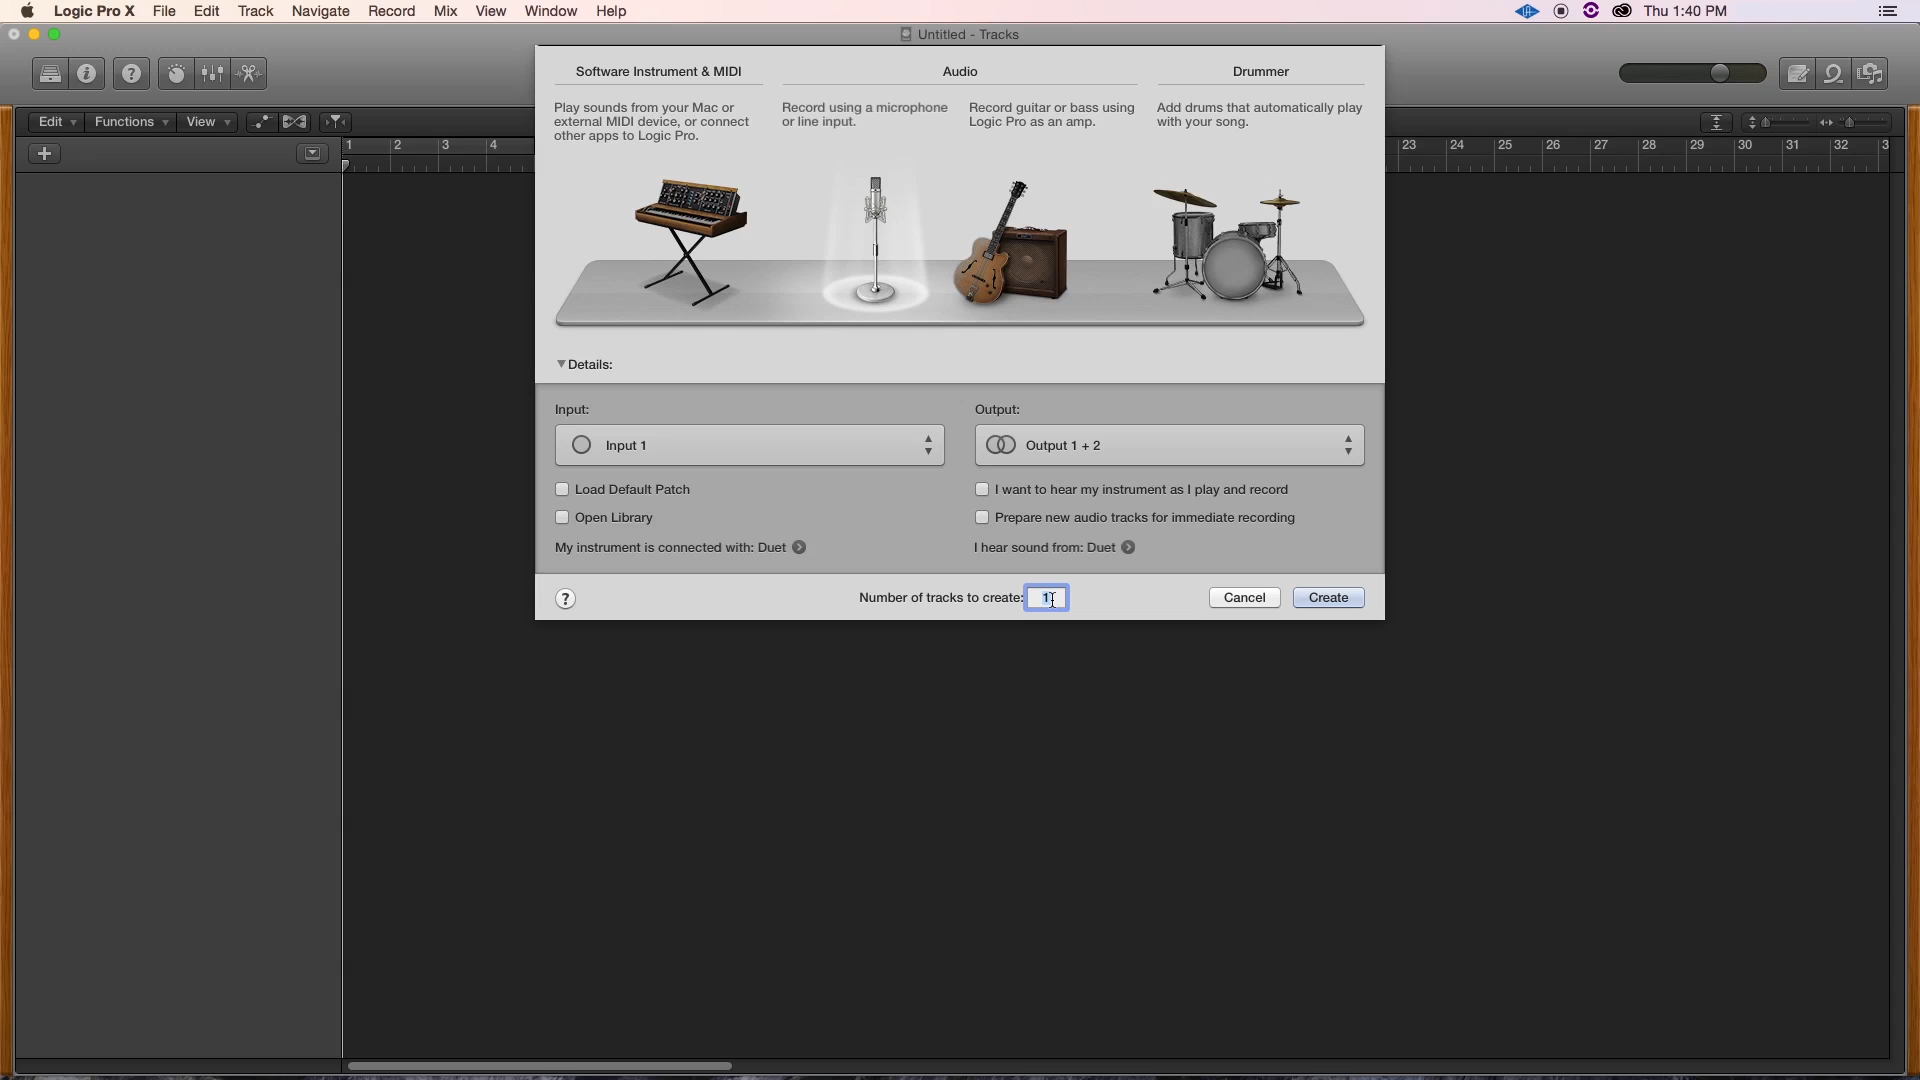 Logic Pro X File Edit Track Navigate Record Mix View Window Help Thu 1:40 PM
Untitled - Tracks
Software Instrument & MIDI Audio Drummer
Play sounds from your Mac or
external MIDI device, or connect
other apps to Logic Pro.
Record using a microphone
or line input.
Record guitar or bass using
Logic Pro as an amp.
Add drums that automatically play
with your song.
Edit Functions View
1 2 3 4 23 24 25 26 27 28 29 30 31 32 3
Details:
Input: Output:
Input 1 Output 1 + 2
Load Default Patch I want to hear my instrument as I play and record
Open Library Prepare new audio tracks for immediate recording
My instrument is connected with: Duet I hear sound from: Duet
? Number of tracks to create: 1 Cancel Create